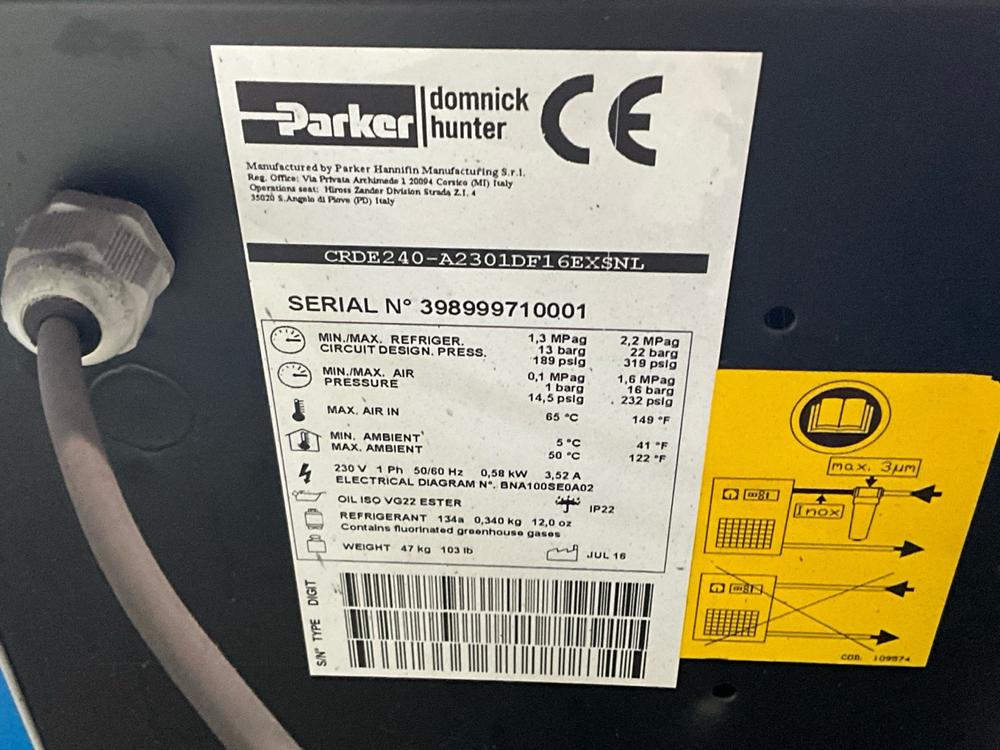 Parker domnick hunter CE
Manufactured by Parker Hannifin Manufacturing S.r.l.
Reg. Office: Via Privata Archimede 1 20094 Corsico (MI) Italy
Operations seat: Hiross Zander Division Strada Z.I. 4
35020 S.Angelo di Piove (PD) Italy
CRDE240-A2301DF16EX$NL
SERIAL N° 398999710001
MIN./MAX. REFRIGER. CIRCUIT DESIGN. PRESS.
1,3 MPag 2,2 MPag
13 barg 22 barg
189 psig 319 psig
MIN./MAX. AIR PRESSURE
0,1 MPag 1,6 MPag
1 barg 16 barg
14,5 psig 232 psig
MAX. AIR IN 65 °C 149 °F
MIN. AMBIENT 5 °C 41 °F
MAX. AMBIENT 50 °C 122 °F
230 V 1 Ph 50/60 Hz 0,58 kW 3,52 A
ELECTRICAL DIAGRAM N°. BNA100SE0A02
OIL ISO VG22 ESTER IP22
REFRIGERANT 134a 0,340 kg 12,0 oz
Contains fluorinated greenhouse gases
WEIGHT 47 kg 103 lb JUL 16
S/N° TYPE DIGIT
max. 3µm
Inox
COD. 109874